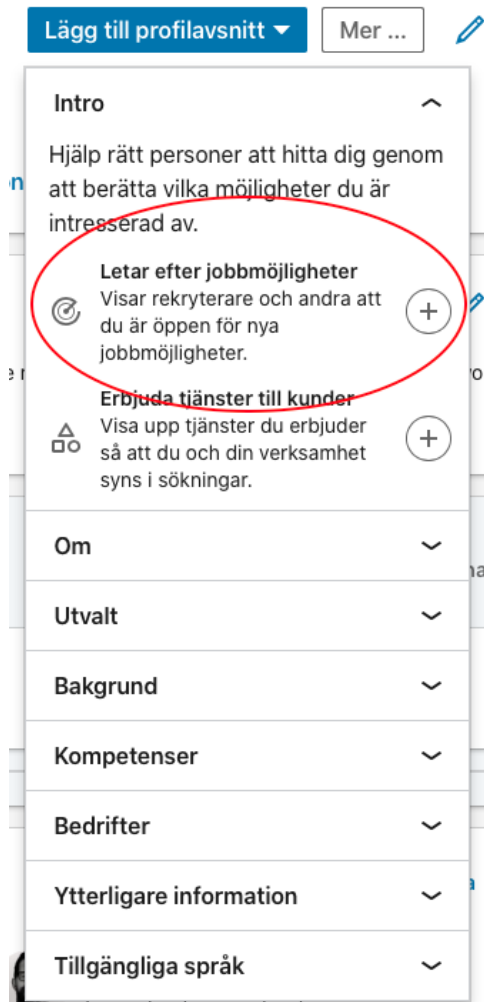 Lägg till profilavsnitt
Mer ...
Intro
Hjälp rätt personer att hitta dig genom
att berätta vilka möjligheter du är
intresserad av.
Letar efter jobbmöjligheter
Visar rekryterare och andra att
du är öppen för nya
jobbmöjligheter.
Erbjuda tjänster till kunder
Visa upp tjänster du erbjuder
så att du och din verksamhet
syns i sökningar.
Om
Utvalt
Bakgrund
Kompetenser
Bedrifter
Ytterligare information
Tillgängliga språk